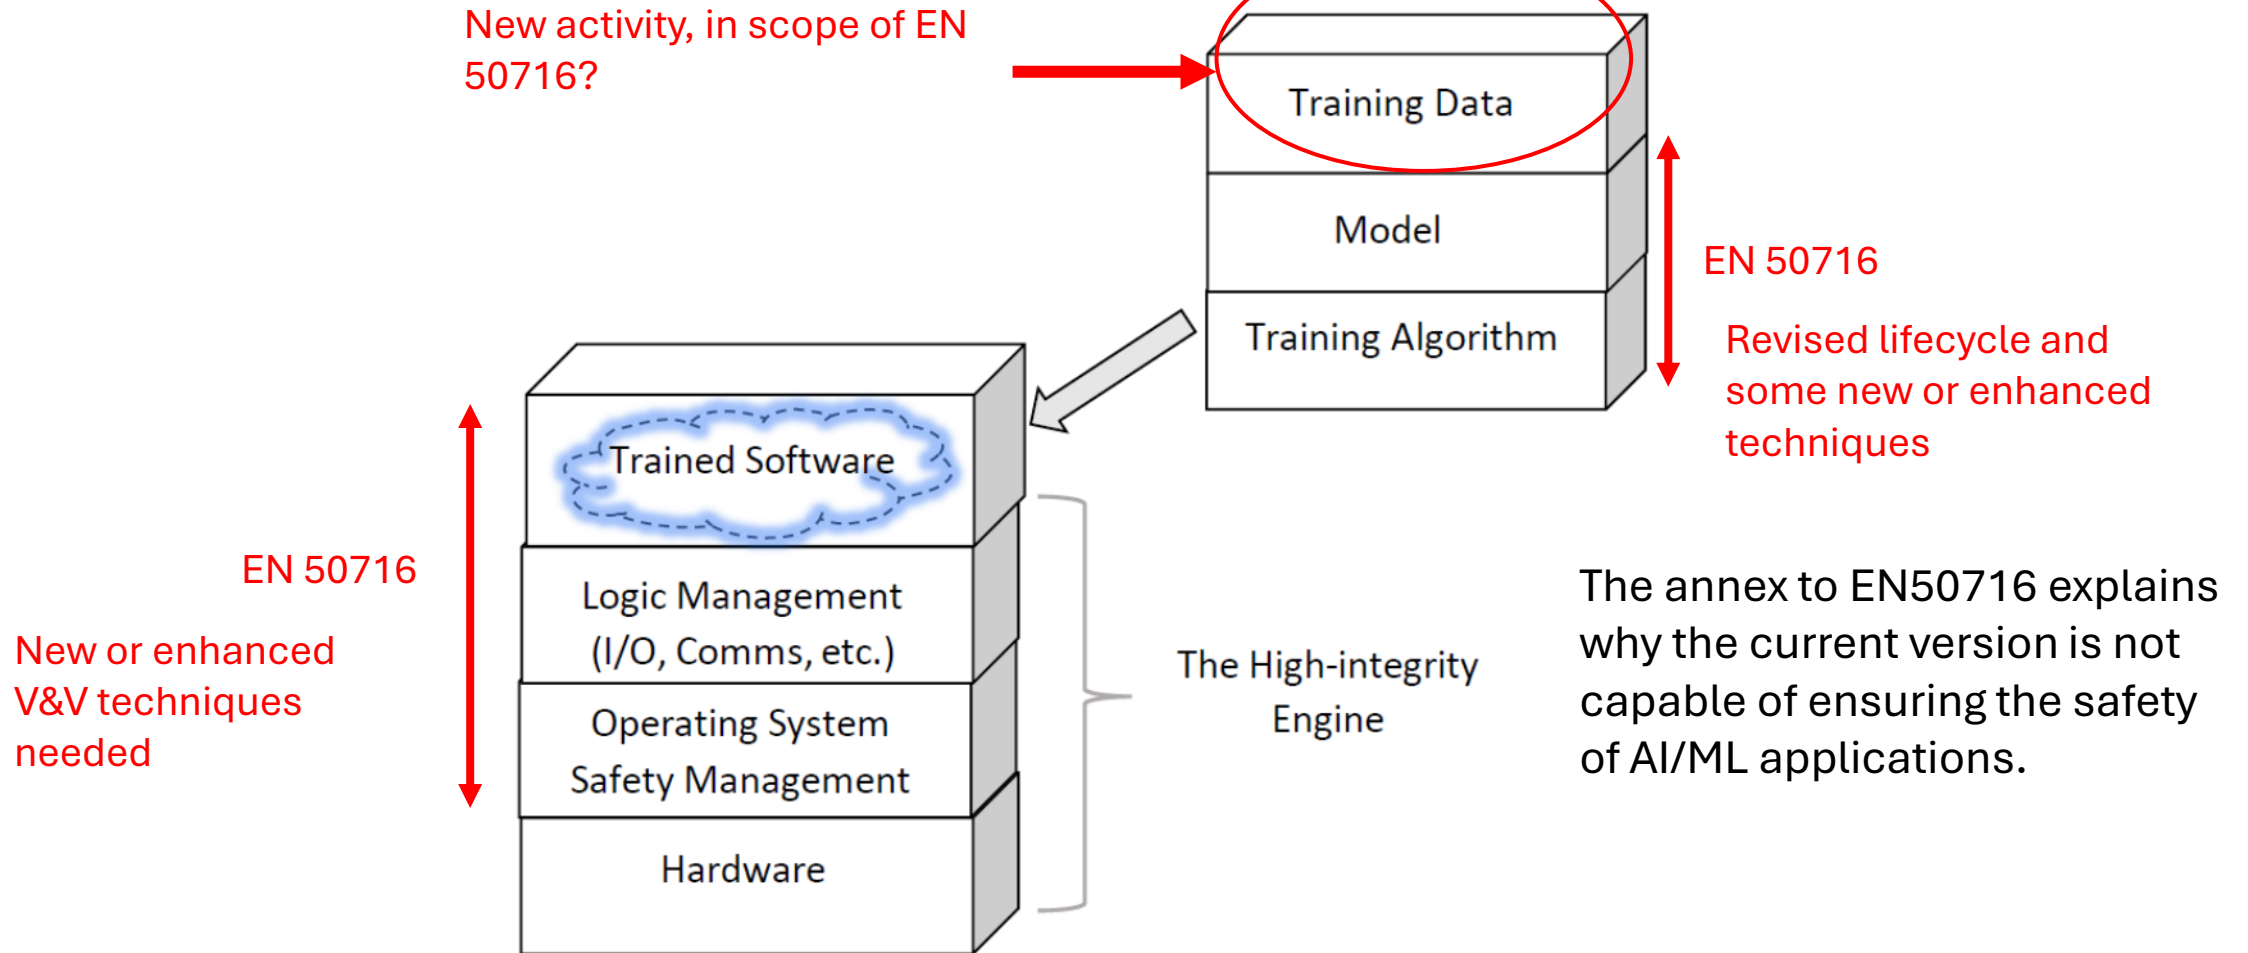 New activity, in scope of EN
50716?
Training Data
Model
Training Algorithm
EN 50716
Revised lifecycle and
some new or enhanced
techniques
Trained Software
Logic Management
(I/O, Comms, etc.)
Operating System
Safety Management
Hardware
EN 50716
New or enhanced
V&V techniques
needed
The High-integrity
Engine
The annex to EN50716 explains
why the current version is not
capable of ensuring the safety
of AI/ML applications.